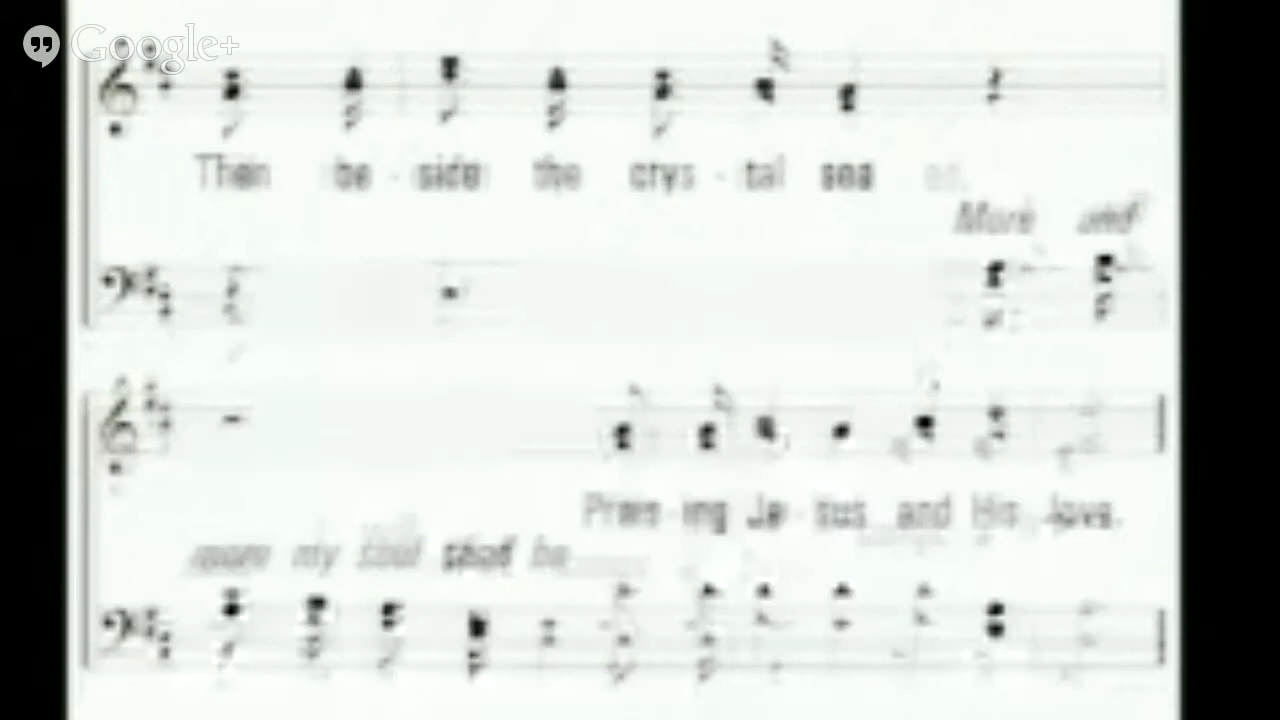 Google+
Then be - side the crys - tal sea
More and
Prais - ing Je - sus and His love.
more my soul shall be